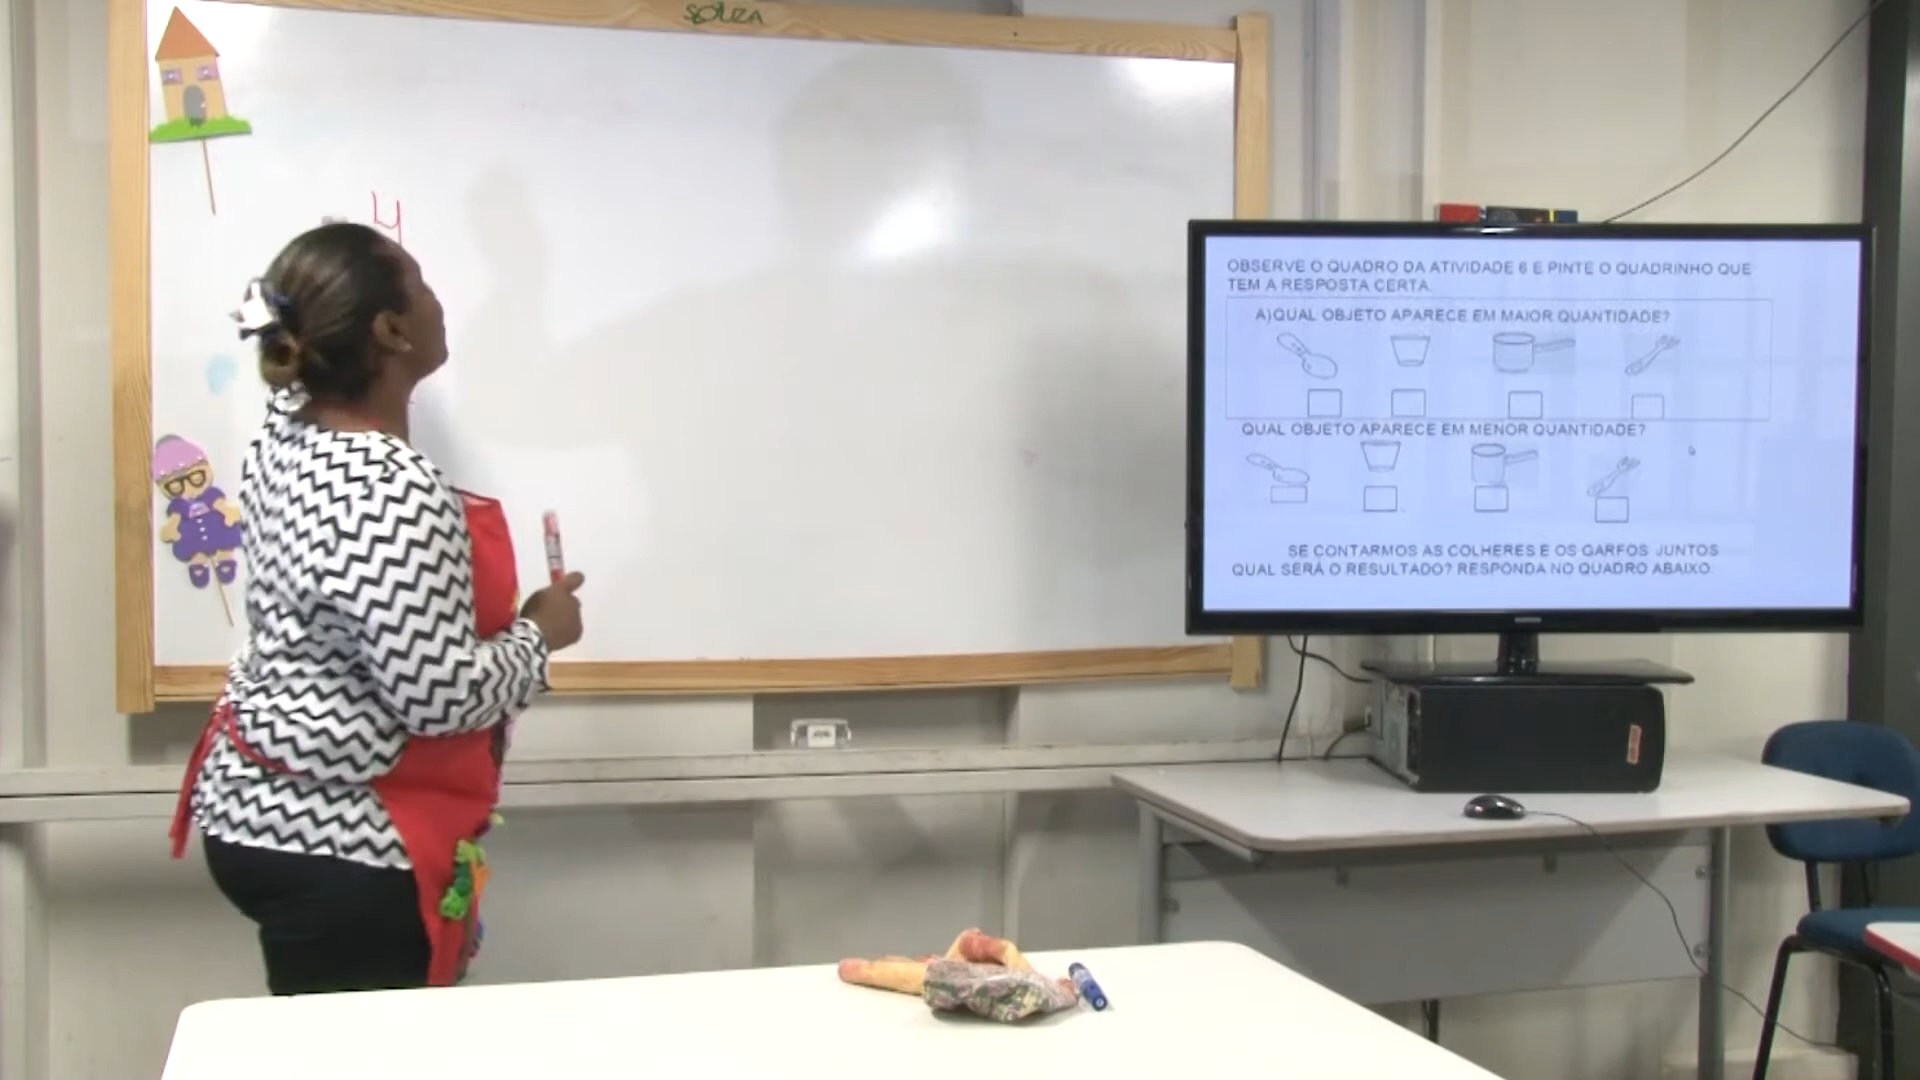 SOUZA
4
OBSERVE O QUADRO DA ATIVIDADE 6 E PINTE O QUADRINHO QUE
TEM A RESPOSTA CERTA.
A)QUAL OBJETO APARECE EM MAIOR QUANTIDADE?
QUAL OBJETO APARECE EM MENOR QUANTIDADE?
SE CONTARMOS AS COLHERES E OS GARFOS JUNTOS
QUAL SERÁ O RESULTADO? RESPONDA NO QUADRO ABAIXO: